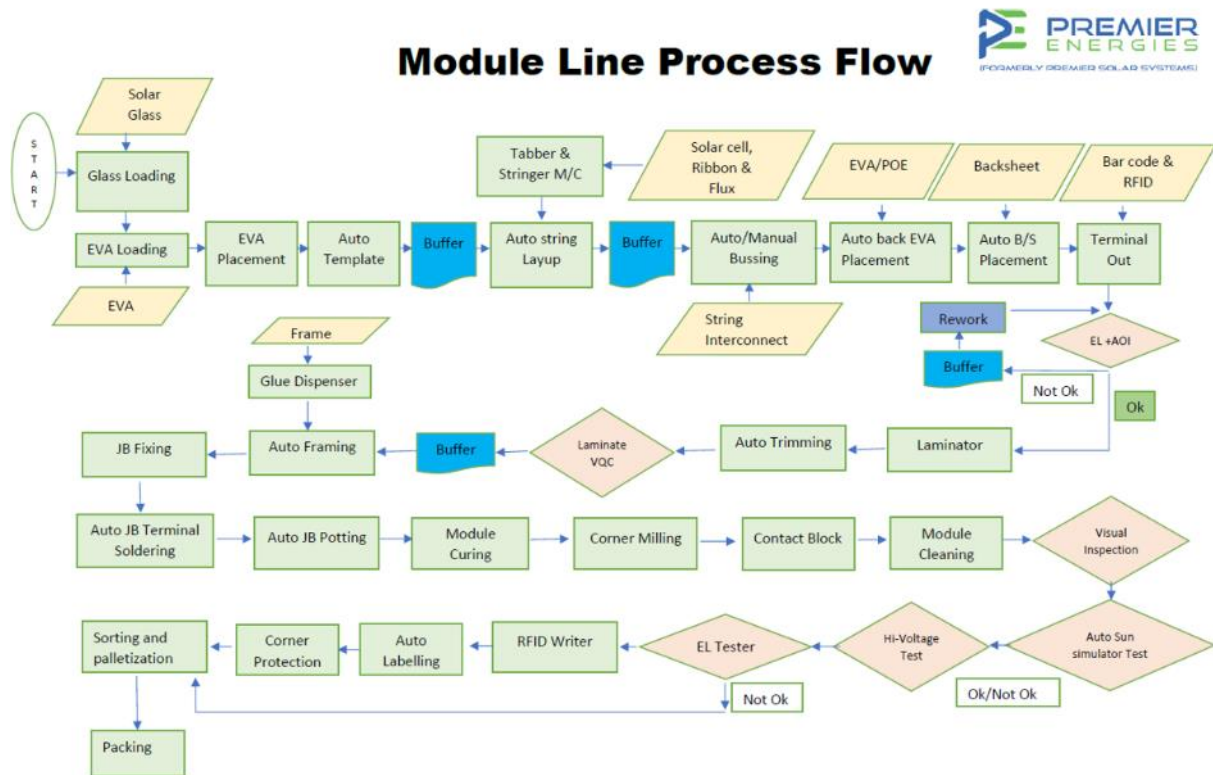 PREMIER
ENERGIES
(FORMERLY PREMIER SOLAR SYSTEMS)
Module Line Process Flow
Solar
Glass
S
T
A
R
T
Glass Loading
Tabber &
Stringer M/C
Solar cell,
Ribbon &
Flux
EVA/POE
Backsheet
Bar code &
RFID
EVA Loading
EVA
Placement
Auto
Template
Buffer
Auto string
Layup
Buffer
Auto/Manual
Bussing
Auto back EVA
Placement
Auto B/S
Placement
Terminal
Out
EVA
String
Interconnect
Rework
EL +AOI
Buffer
Not Ok
Ok
Frame
Glue Dispenser
JB Fixing
Auto Framing
Buffer
Laminate
VQC
Auto Trimming
Laminator
Auto JB Terminal
Soldering
Auto JB Potting
Module
Curing
Corner Milling
Contact Block
Module
Cleaning
Visual
Inspection
Sorting and
palletization
Corner
Protection
Auto
Labelling
RFID Writer
EL Tester
Hi-Voltage
Test
Auto Sun
simulator Test
Not Ok
Ok/Not Ok
Packing